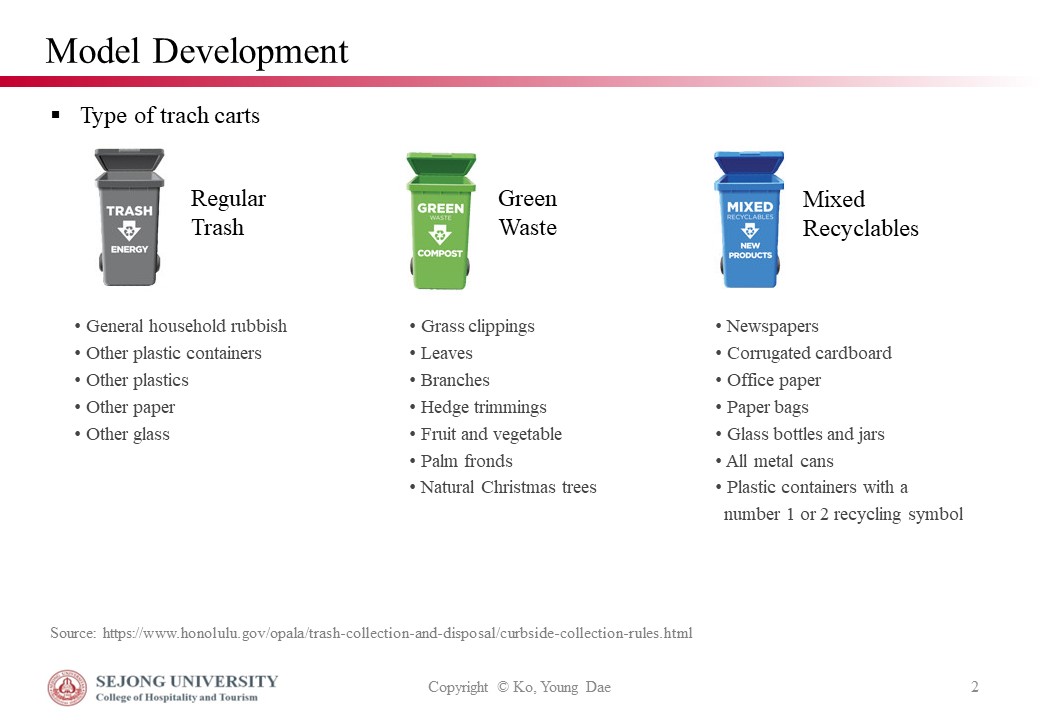 Model Development
▪ Type of trach carts
TRASH
ENERGY
Regular
Trash
GREEN
WASTE
COMPOST
Green
Waste
MIXED
RECYCLABLES
NEW
PRODUCTS
Mixed
Recyclables
• General household rubbish
• Other plastic containers
• Other plastics
• Other paper
• Other glass
• Grass clippings
• Leaves
• Branches
• Hedge trimmings
• Fruit and vegetable
• Palm fronds
• Natural Christmas trees
• Newspapers
• Corrugated cardboard
• Office paper
• Paper bags
• Glass bottles and jars
• All metal cans
• Plastic containers with a
number 1 or 2 recycling symbol
Source: https://www.honolulu.gov/opala/trash-collection-and-disposal/curbside-collection-rules.html
SEJONG UNIVERSITY
College of Hospitality and Tourism
Copyright © Ko, Young Dae
2